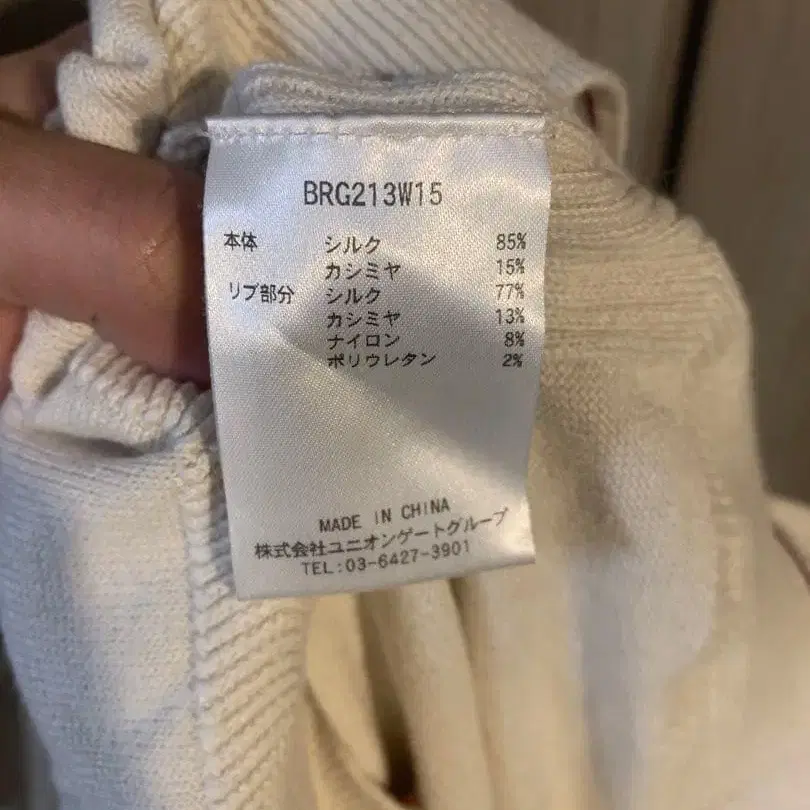 BRG213W15
本体 シルク 85%
カシミヤ 15%
リブ部分 シルク 77%
カシミヤ 13%
ナイロン 8%
ポリウレタン 2%
MADE IN CHINA
株式会社ユニオンゲートグループ
TEL:03-6427-3901